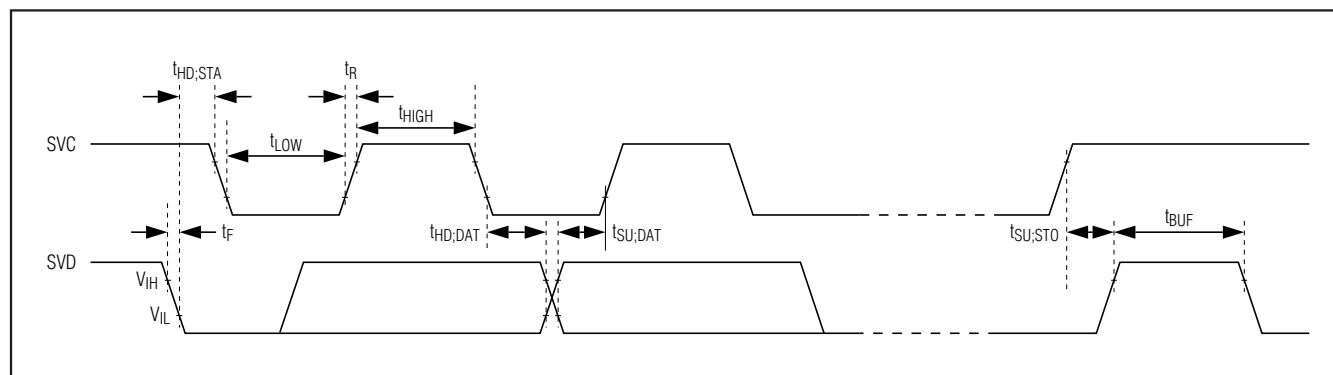 tHD;STA
tR
tHIGH
SVC
tLOW
tF
tHD;DAT
tSU;DAT
tSU;STO
tBUF
SVD
VIH
VIL